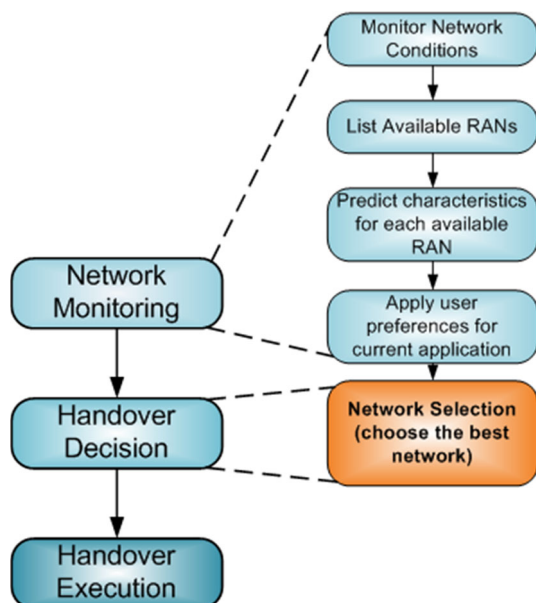 Monitor Network
Conditions
List Available RANs
Predict characteristics
for each available
RAN
Apply user
preferences for
current application
Network Selection
(choose the best
network)
Network
Monitoring
Handover
Decision
Handover
Execution